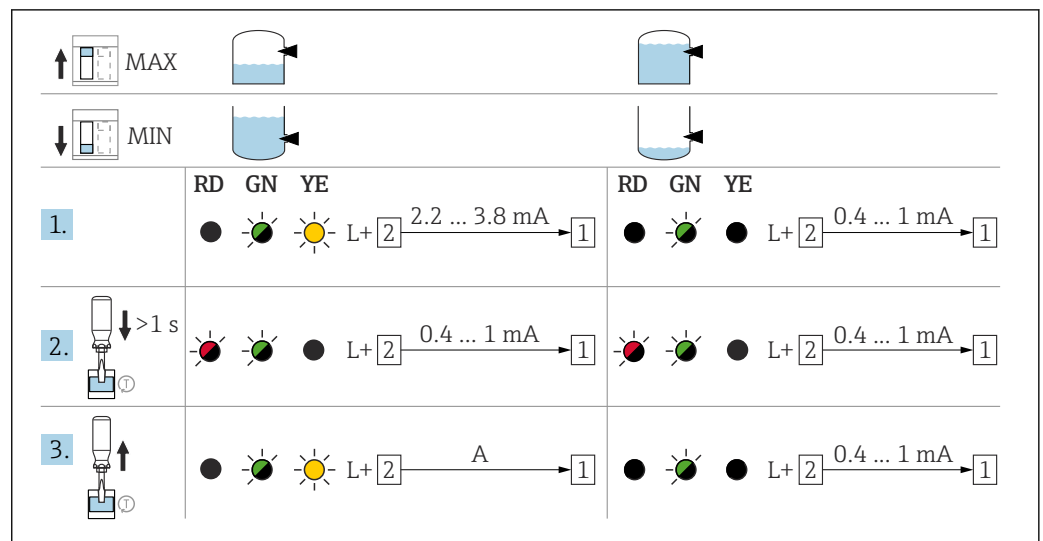 MAX
MIN
RD GN YE RD GN YE
1. L+ 2 2.2 ... 3.8 mA 1 L+ 2 0.4 ... 1 mA 1
2. >1 s T L+ 2 0.4 ... 1 mA 1 L+ 2 0.4 ... 1 mA 1
3. T L+ 2 A 1 L+ 2 0.4 ... 1 mA 1